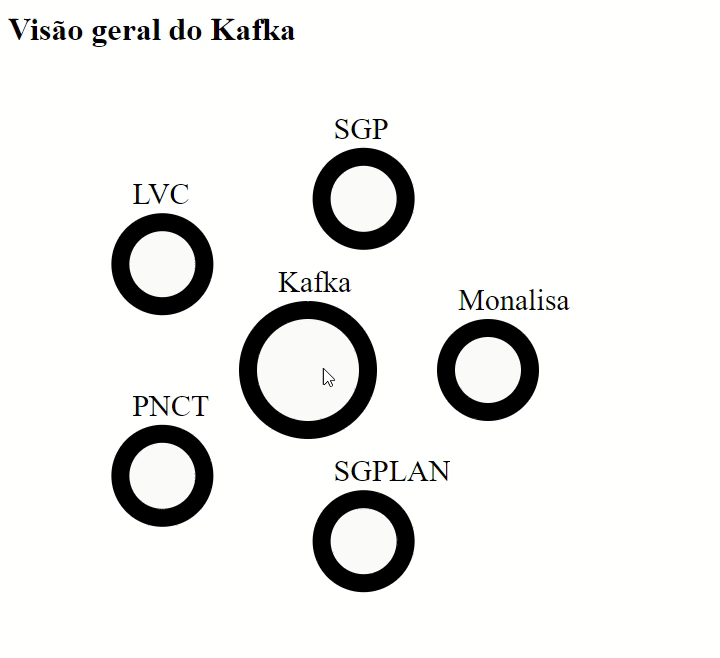 Visão geral do Kafka
SGP
LVC
Kafka
Monalisa
PNCT
SGPLAN